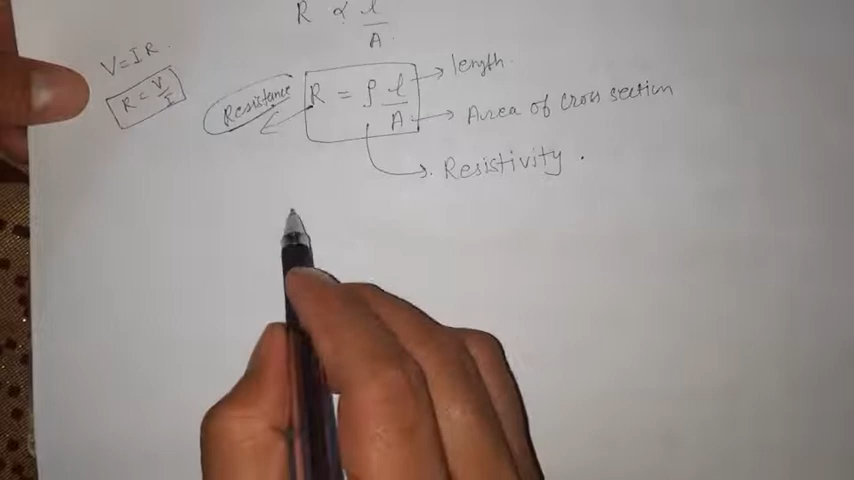 R ∝ l/A
V=IR.
R = V/I
Resistance
R = ρ l/A
length.
Area of cross section
Resistivity.